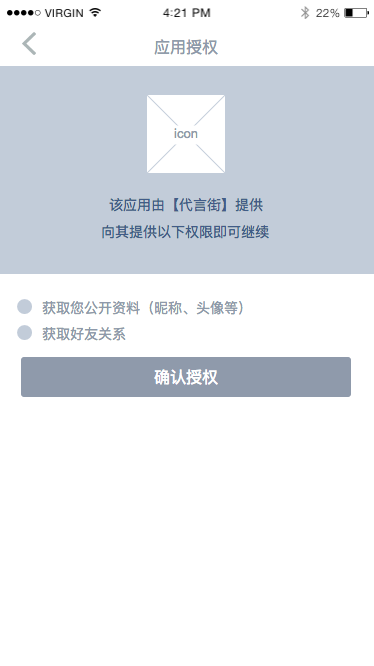 VIRGIN 4:21 PM 22%
应用授权
icon
该应用由【代言街】提供
向其提供以下权限即可继续
获取您公开资料（昵称、头像等）
获取好友关系
确认授权